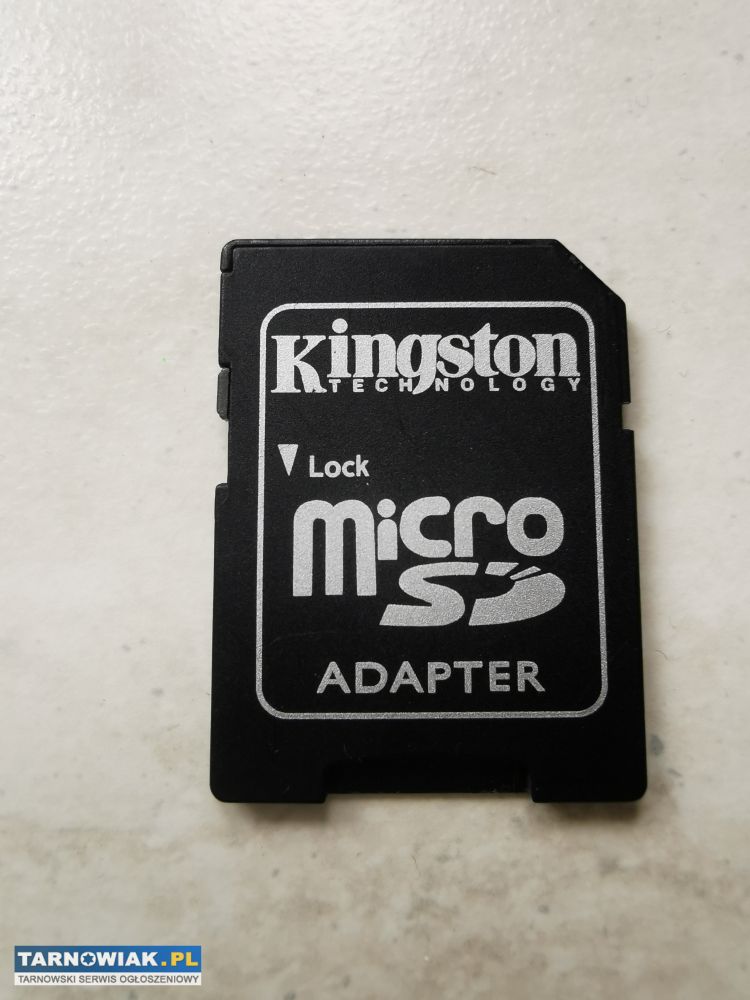 Kingston
TECHNOLOGY
Lock
micro
SD
ADAPTER
TARNOWIAK.PL
TARNOWSKI SERWIS OGŁOSZENIOWY